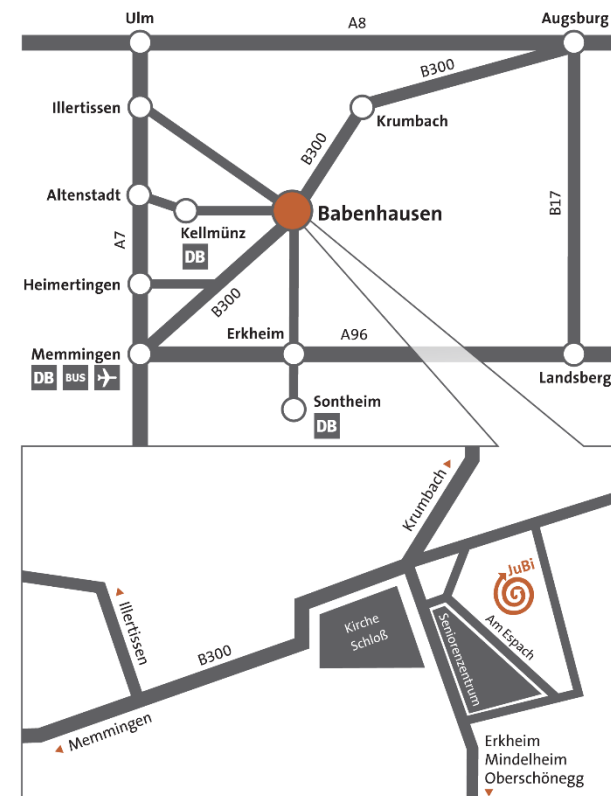 Ulm
A8
Augsburg
B300
Illertissen
Krumbach
B300
Altenstadt
Babenhausen
B17
Kellmünz
A7
DB
Heimertingen
B300
Erkheim
A96
Memmingen
Landsberg
DB BUS
Sontheim
DB
Krumbach
JuBi
Illertissen
Kirche
Schloß
Am Espach
Seniorenzentrum
B300
Memmingen
Erkheim
Mindelheim
Oberschönegg